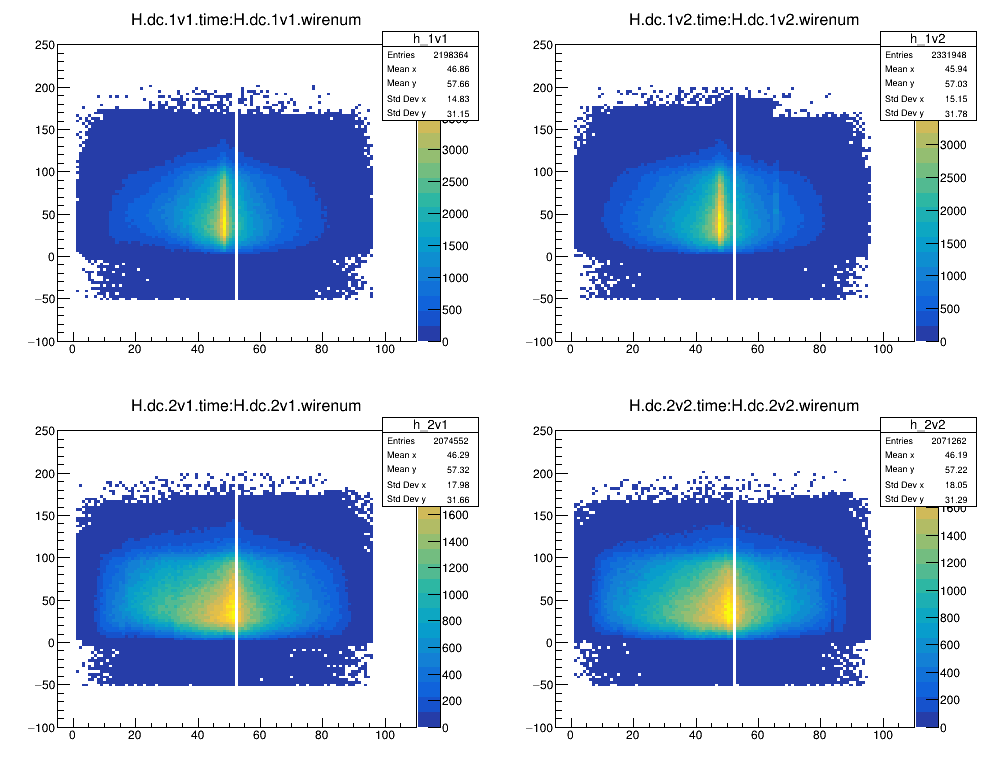 H.dc.1v1.time:H.dc.1v1.wirenum
h_1v1
Entries 2198364
Mean x 46.86
Mean y 57.66
Std Dev x 14.83
Std Dev y 31.15
250
200
150
100
50
0
−50
−100
0 20 40 60 80 100
3000
2500
2000
1500
1000
500
0
H.dc.1v2.time:H.dc.1v2.wirenum
h_1v2
Entries 2331948
Mean x 45.94
Mean y 57.03
Std Dev x 15.15
Std Dev y 31.78
250
200
150
100
50
0
−50
−100
0 20 40 60 80 100
3000
2500
2000
1500
1000
500
0
H.dc.2v1.time:H.dc.2v1.wirenum
h_2v1
Entries 2074552
Mean x 46.29
Mean y 57.32
Std Dev x 17.98
Std Dev y 31.66
250
200
150
100
50
0
−50
−100
0 20 40 60 80 100
1600
1400
1200
1000
800
600
400
200
0
H.dc.2v2.time:H.dc.2v2.wirenum
h_2v2
Entries 2071262
Mean x 46.19
Mean y 57.22
Std Dev x 18.05
Std Dev y 31.29
250
200
150
100
50
0
−50
−100
0 20 40 60 80 100
1600
1400
1200
1000
800
600
400
200
0